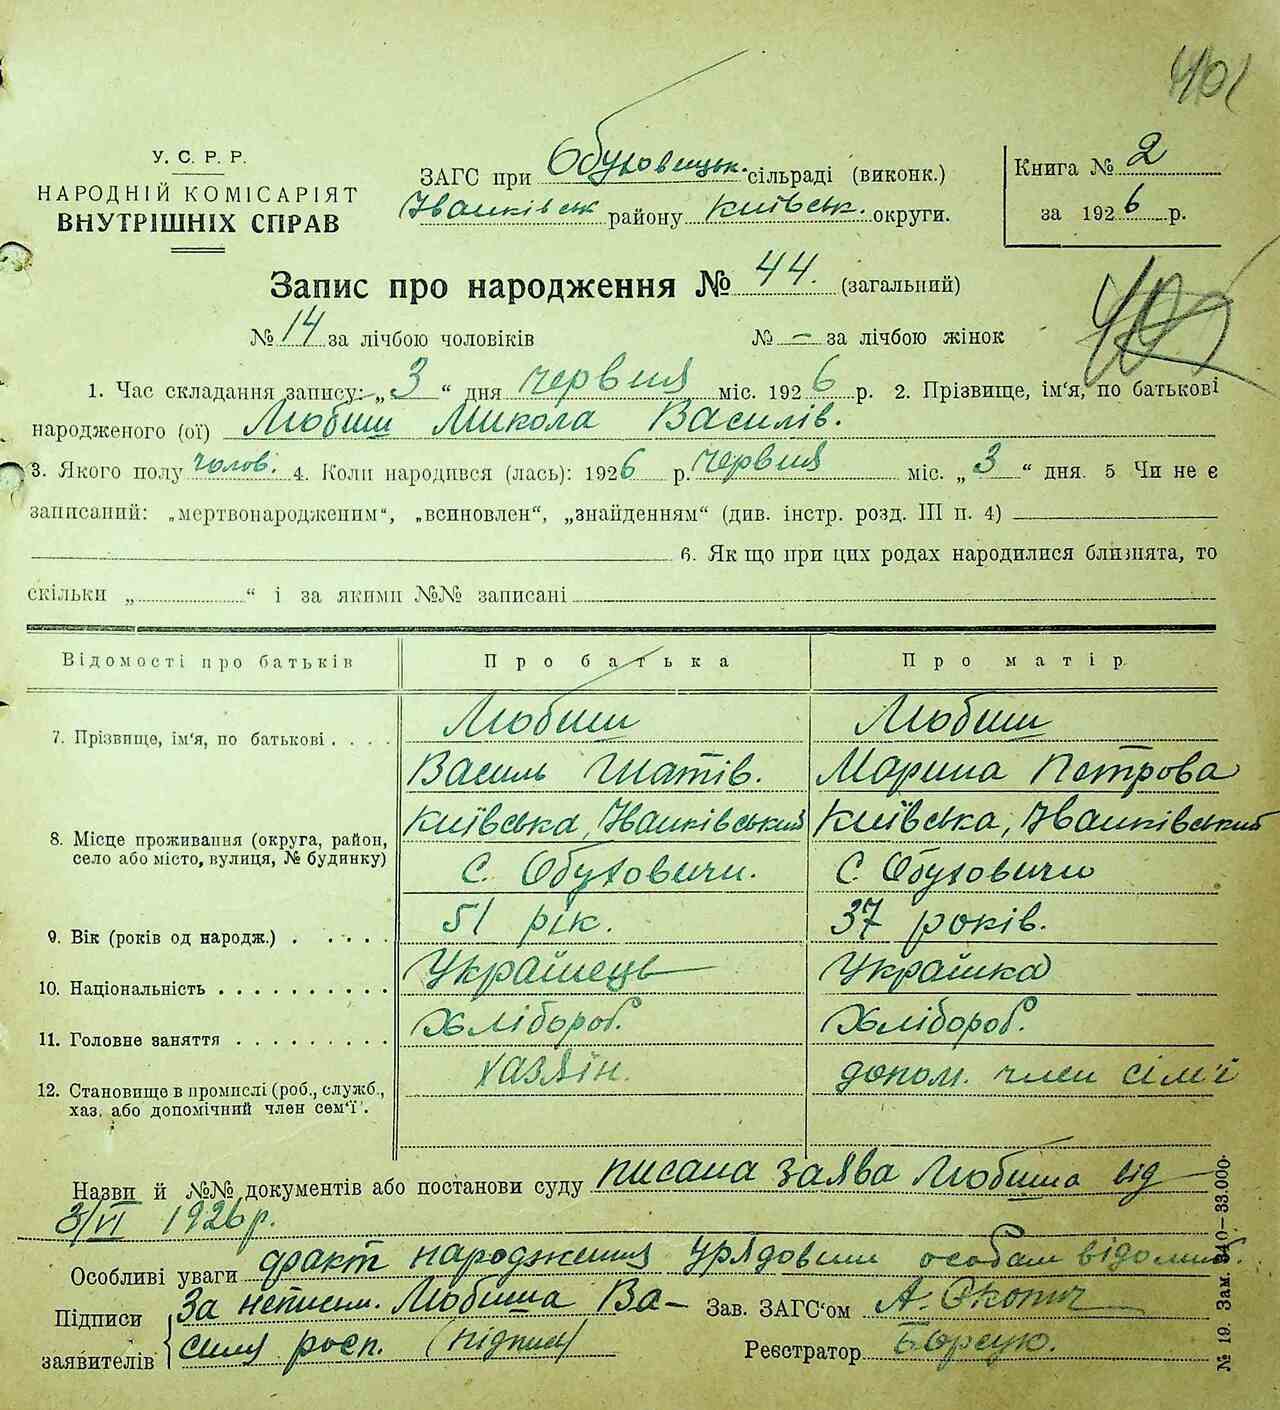 401
У. С. Р. Р.
НАРОДНІЙ КОМІСАРІЯТ
ВНУТРІШНІХ СПРАВ
ЗАГС при Обуховицьк. сільраді (виконк.)
Іванківськ району Київськ. округи.
Книга № 2
за 1926 р.
Запис про народження № 44. (загальний)
№ 14 за лічбою чоловіків № — за лічбою жінок
1. Час складання запису: „ 3 “ дня червня міс. 1926 р. 2. Прізвище, ім'я, по батькові
народженого (ої) Любиш Микола Василів.
3. Якого полу чолов. 4. Коли народився (лась): 1926 р. червня міс. „ 3 “ дня. 5 Чи не є
записаний: „мертвонародженим“, „всиновлен“, „знайденням“ (див. інстр. розд. III п. 4)
6. Як що при цих родах народилися близнята, то
скільки „ “ і за якими №№ записані
Відомості про батьків Про батька Про матір
7. Прізвище, ім'я, по батькові . . . . Любиш Любиш
Василь Гнатів. Марина Петрова
8. Місце проживання (округа, район, село або місто, вулиця, № будинку) Київська, Іванківський Київська, Іванківський
С. Обуховичи. С. Обуховичи
9. Вік (років од народж.) . . . . . 51 рік. 37 років.
10. Національність . . . . . . . . . . Українець Українка
11. Головне заняття . . . . . . . . . Хлібороб. Хлібороб.
12. Становище в промислі (роб., служб., хаз. або допомічний член сем'ї'. хазяїн. допом. член сім'ї
Назви й №№ документів або постанови суду писана заява Любиша від
3/VI 1926 р.
Особливі уваги факт народження урядовим особам відомий.
Підписи заявителів За неписьм. Любиша Ва-
силя росп. (підпис)
Зав. ЗАГС'ом А.
Реєстратор
№ 19. Зам. 340—33.000.